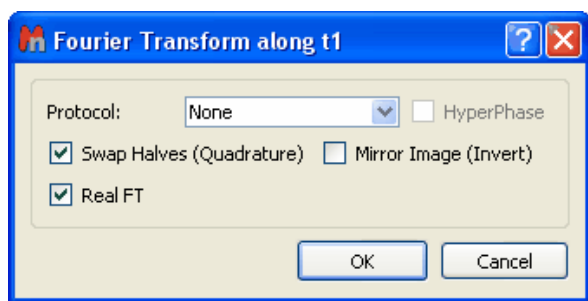 Fourier Transform along t1
Protocol: None HyperPhase
Swap Halves (Quadrature) Mirror Image (Invert)
Real FT
OK Cancel